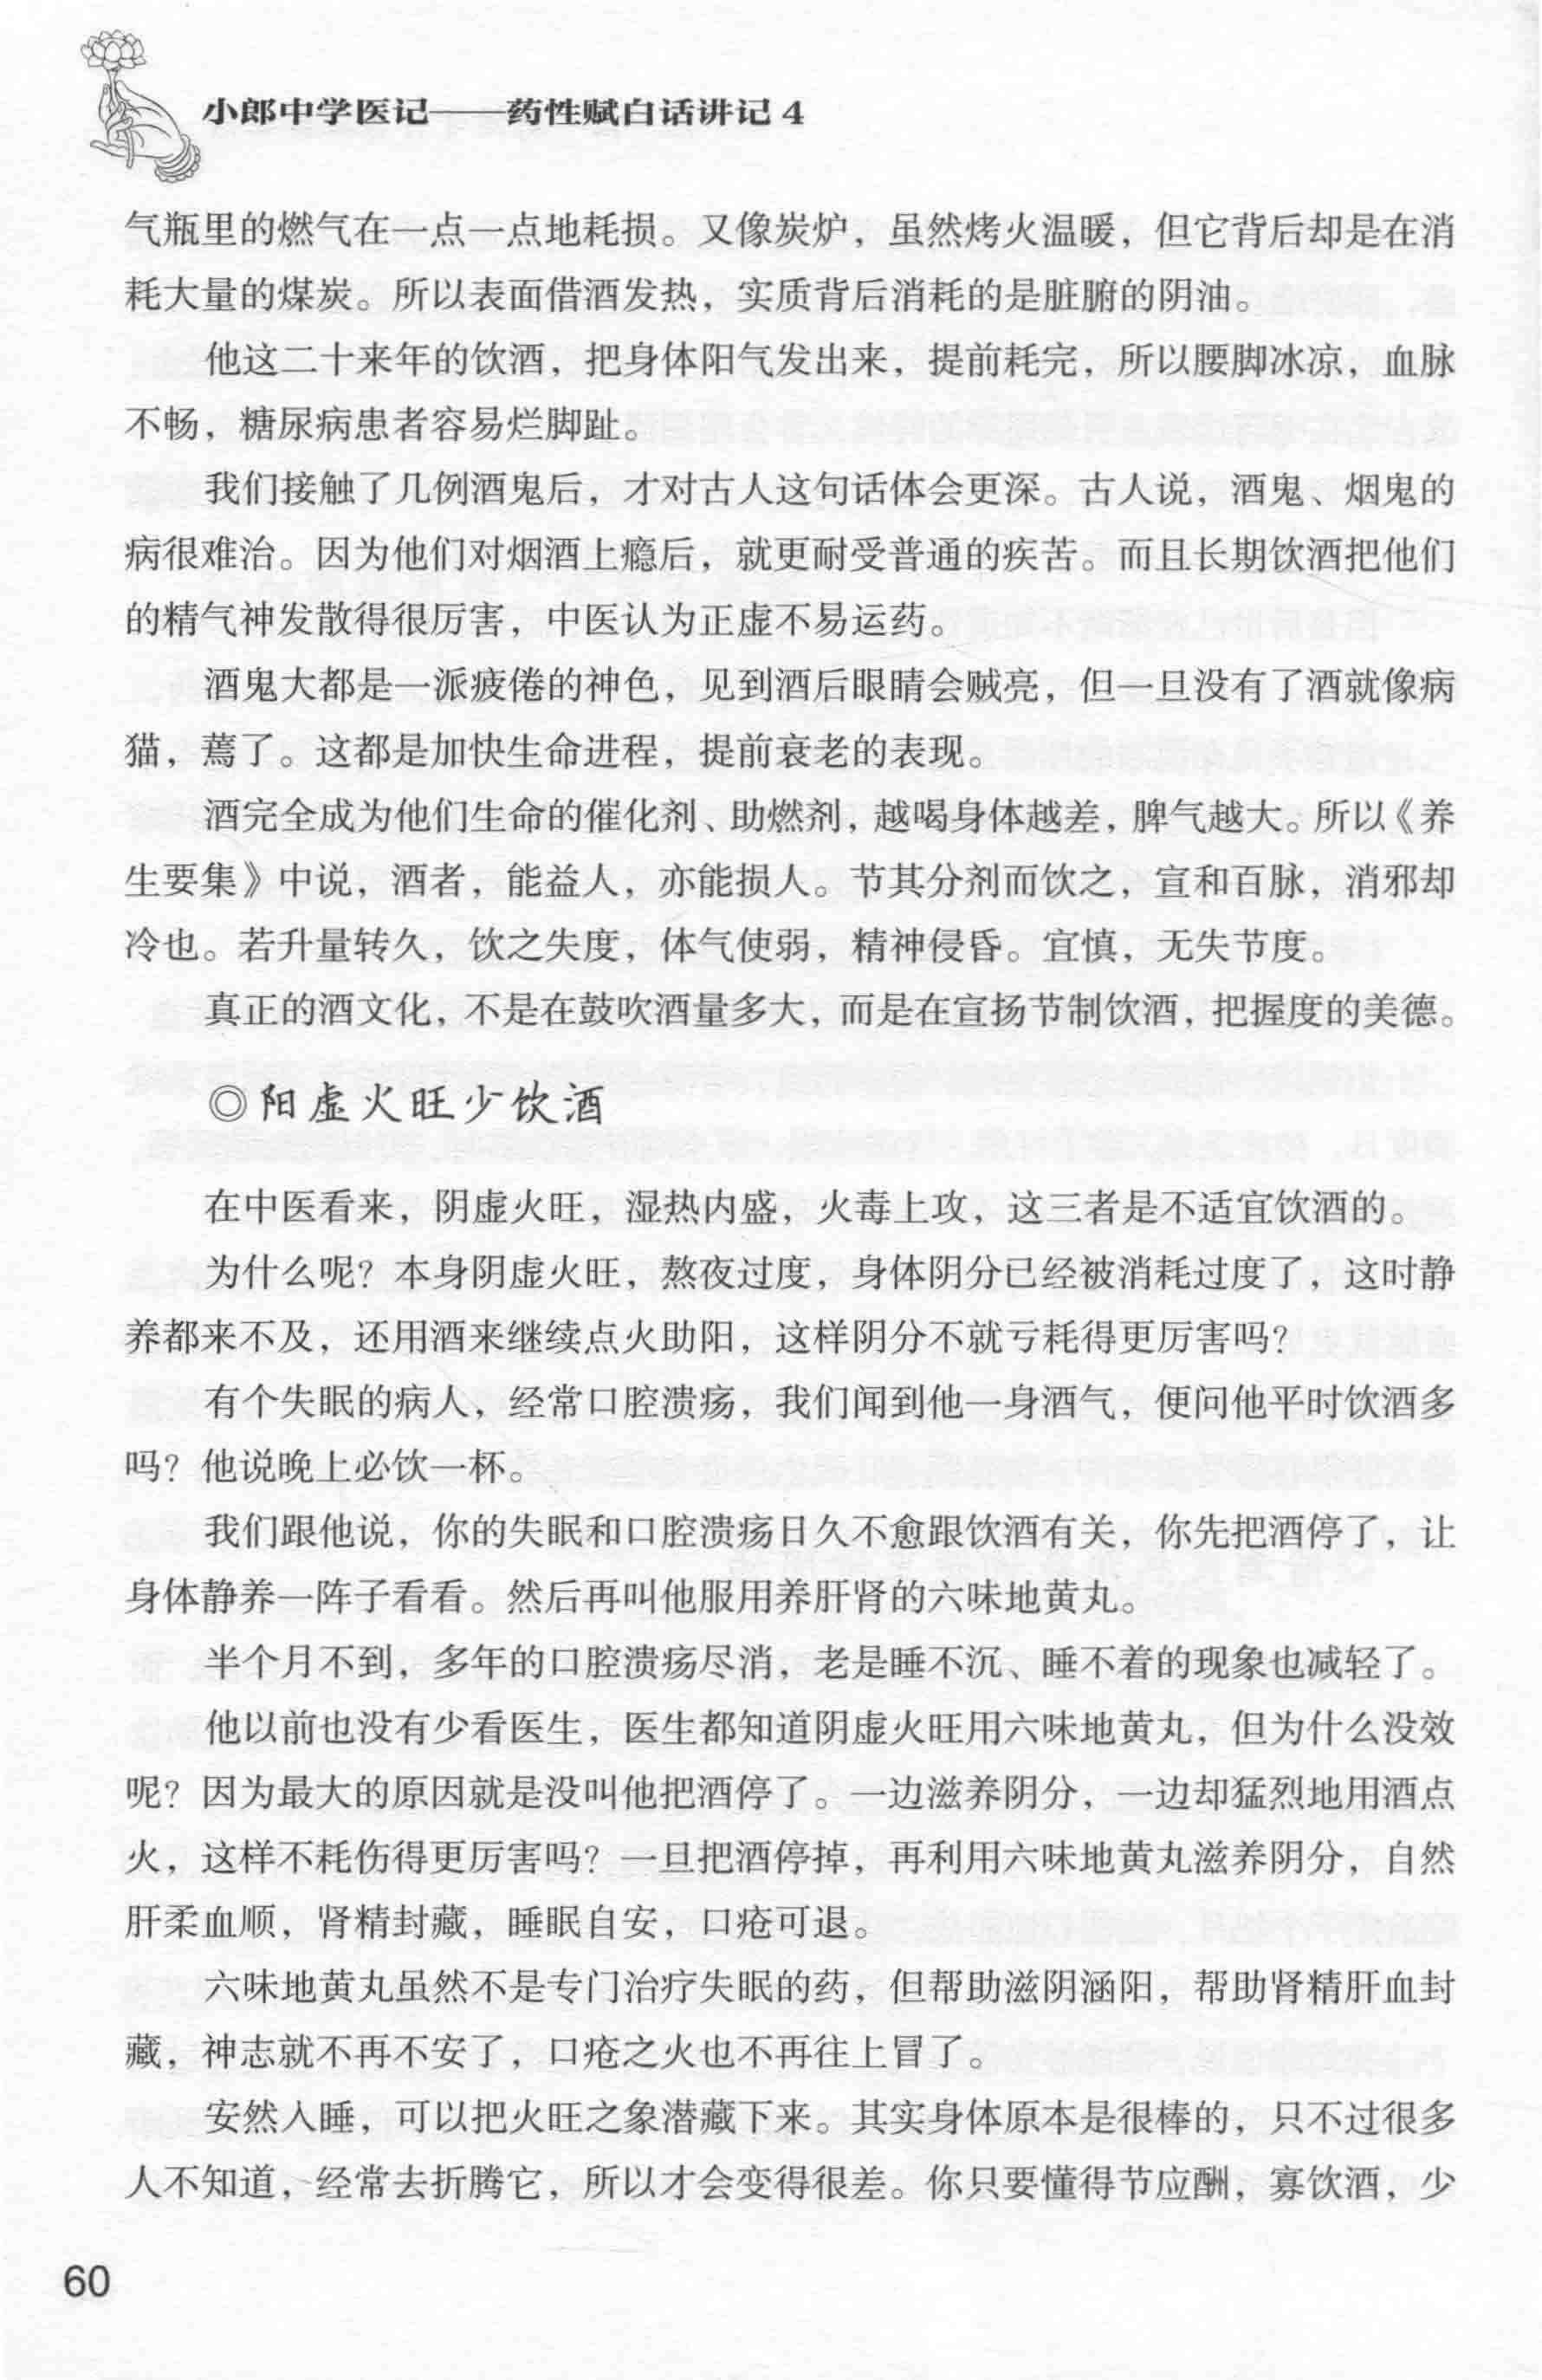 小郎中学医记——药性赋白话讲记 4
气瓶里的燃气在一点一点地耗损。又像炭炉，虽然烤火温暖，但它背后却是在消
耗大量的煤炭。所以表面借酒发热，实质背后消耗的是脏腑的阴油。
他这二十来年的饮酒，把身体阳气发出来，提前耗完，所以腰脚冰凉，血脉
不畅，糖尿病患者容易烂脚趾。
我们接触了几例酒鬼后，才对古人这句话体会更深。古人说，酒鬼、烟鬼的
病很难治。因为他们对烟酒上瘾后，就更耐受普通的疾苦。而且长期饮酒把他们
的精气神发散得很厉害，中医认为正虚不易运药。
酒鬼大都是一派疲倦的神色，见到酒后眼睛会贼亮，但一旦没有了酒就像病
猫，蔫了。这都是加快生命进程，提前衰老的表现。
酒完全成为他们生命的催化剂、助燃剂，越喝身体越差，脾气越大。所以《养
生要集》中说，酒者，能益人，亦能损人。节其分剂而饮之，宣和百脉，消邪却
冷也。若升量转久，饮之失度，体气使弱，精神侵昏。宜慎，无失节度。
真正的酒文化，不是在鼓吹酒量多大，而是在宣扬节制饮酒，把握度的美德。
◎阳虚火旺少饮酒
在中医看来，阴虚火旺，湿热内盛，火毒上攻，这三者是不适宜饮酒的。
为什么呢？本身阴虚火旺，熬夜过度，身体阴分已经被消耗过度了，这时静
养都来不及，还用酒来继续点火助阳，这样阴分不就亏耗得更厉害吗？
有个失眠的病人，经常口腔溃疡，我们闻到他一身酒气，便问他平时饮酒多
吗？他说晚上必饮一杯。
我们跟他说，你的失眠和口腔溃疡日久不愈跟饮酒有关，你先把酒停了，让
身体静养一阵子看看。然后再叫他服用养肝肾的六味地黄丸。
半个月不到，多年的口腔溃疡尽消，老是睡不沉、睡不着的现象也减轻了。
他以前也没有少看医生，医生都知道阴虚火旺用六味地黄丸，但为什么没效
呢？因为最大的原因就是没叫他把酒停了。一边滋养阴分，一边却猛烈地用酒点
火，这样不耗伤得更厉害吗？一旦把酒停掉，再利用六味地黄丸滋养阴分，自然
肝柔血顺，肾精封藏，睡眠自安，口疮可退。
六味地黄丸虽然不是专门治疗失眠的药，但帮助滋阴涵阳，帮助肾精肝血封
藏，神志就不再不安了，口疮之火也不再往上冒了。
安然入睡，可以把火旺之象潜藏下来。其实身体原本是很棒的，只不过很多
人不知道，经常去折腾它，所以才会变得很差。你只要懂得节应酬，寡饮酒，少
60